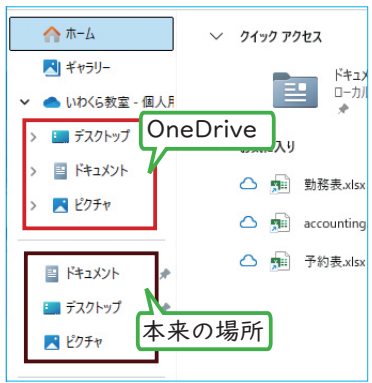 ホーム
ギャラリー
いわくら教室 - 個人用
デスクトップ
ドキュメント
ピクチャ
OneDrive
ドキュメント
デスクトップ
ピクチャ
本来の場所
クイック アクセス
ドキュメ
ローカル
入り
勤務表.xlsx
accounting
予約表.xlsx